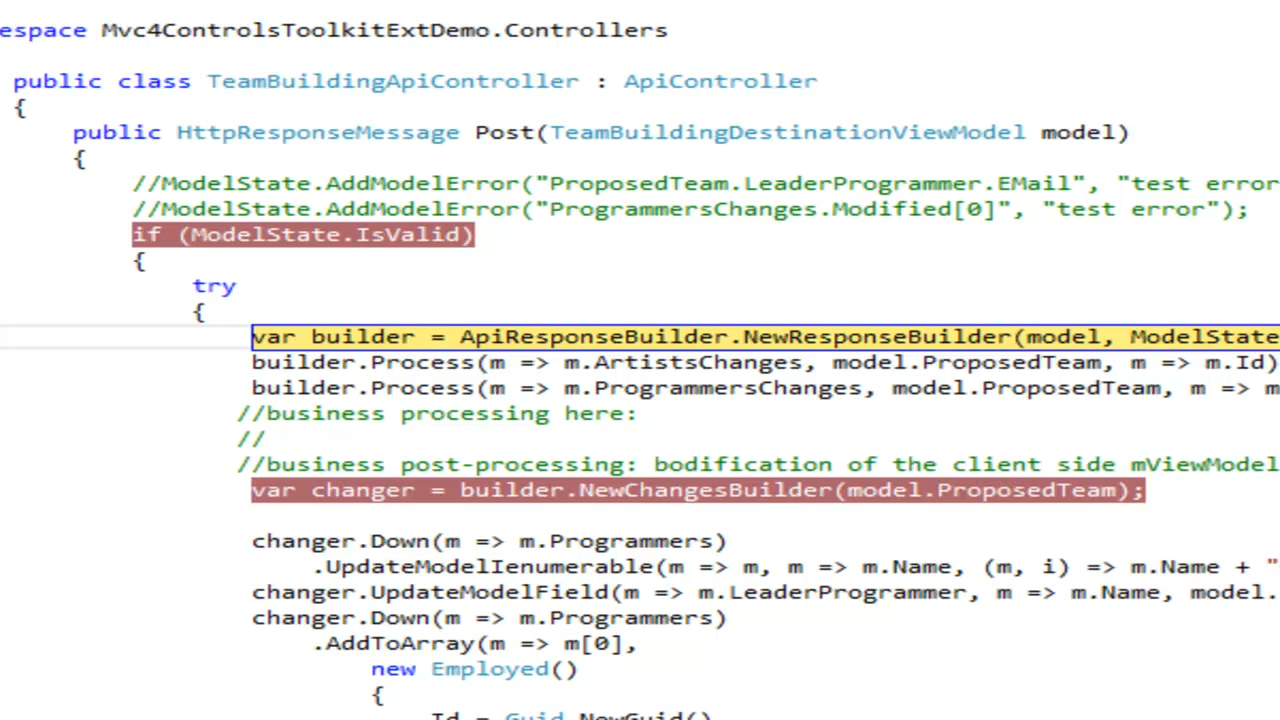 espace Mvc4ControlsToolkitExtDemo.Controllers
public class TeamBuildingApiController : ApiController
{
public HttpResponseMessage Post(TeamBuildingDestinationViewModel model)
{
//ModelState.AddModelError("ProposedTeam.LeaderProgrammer.EMail", "test error
//ModelState.AddModelError("ProgrammersChanges.Modified[0]", "test error");
if (ModelState.IsValid)
{
try
{
var builder = ApiResponseBuilder.NewResponseBuilder(model, ModelState
builder.Process(m => m.ArtistsChanges, model.ProposedTeam, m => m.Id)
builder.Process(m => m.ProgrammersChanges, model.ProposedTeam, m => m
//business processing here:
//
//business post-processing: bodification of the client side mViewModel
var changer = builder.NewChangesBuilder(model.ProposedTeam);
changer.Down(m => m.Programmers)
.UpdateModelIenumerable(m => m, m => m.Name, (m, i) => m.Name + "
changer.UpdateModelField(m => m.LeaderProgrammer, m => m.Name, model.
changer.Down(m => m.Programmers)
.AddToArray(m => m[0],
new Employed()
{
Id = Guid.NewGuid()